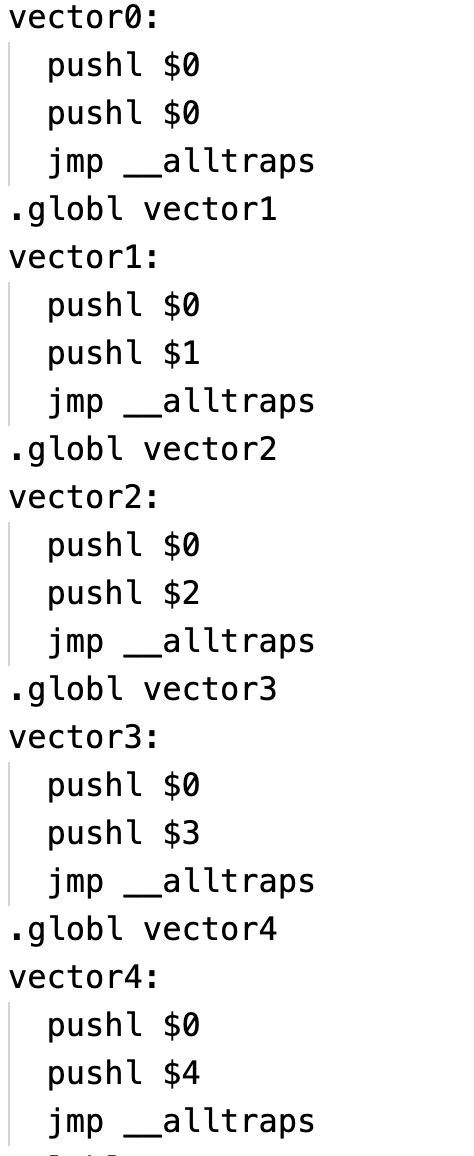 vector0:
  pushl $0
  pushl $0
  jmp __alltraps
.globl vector1
vector1:
  pushl $0
  pushl $1
  jmp __alltraps
.globl vector2
vector2:
  pushl $0
  pushl $2
  jmp __alltraps
.globl vector3
vector3:
  pushl $0
  pushl $3
  jmp __alltraps
.globl vector4
vector4:
  pushl $0
  pushl $4
  jmp __alltraps